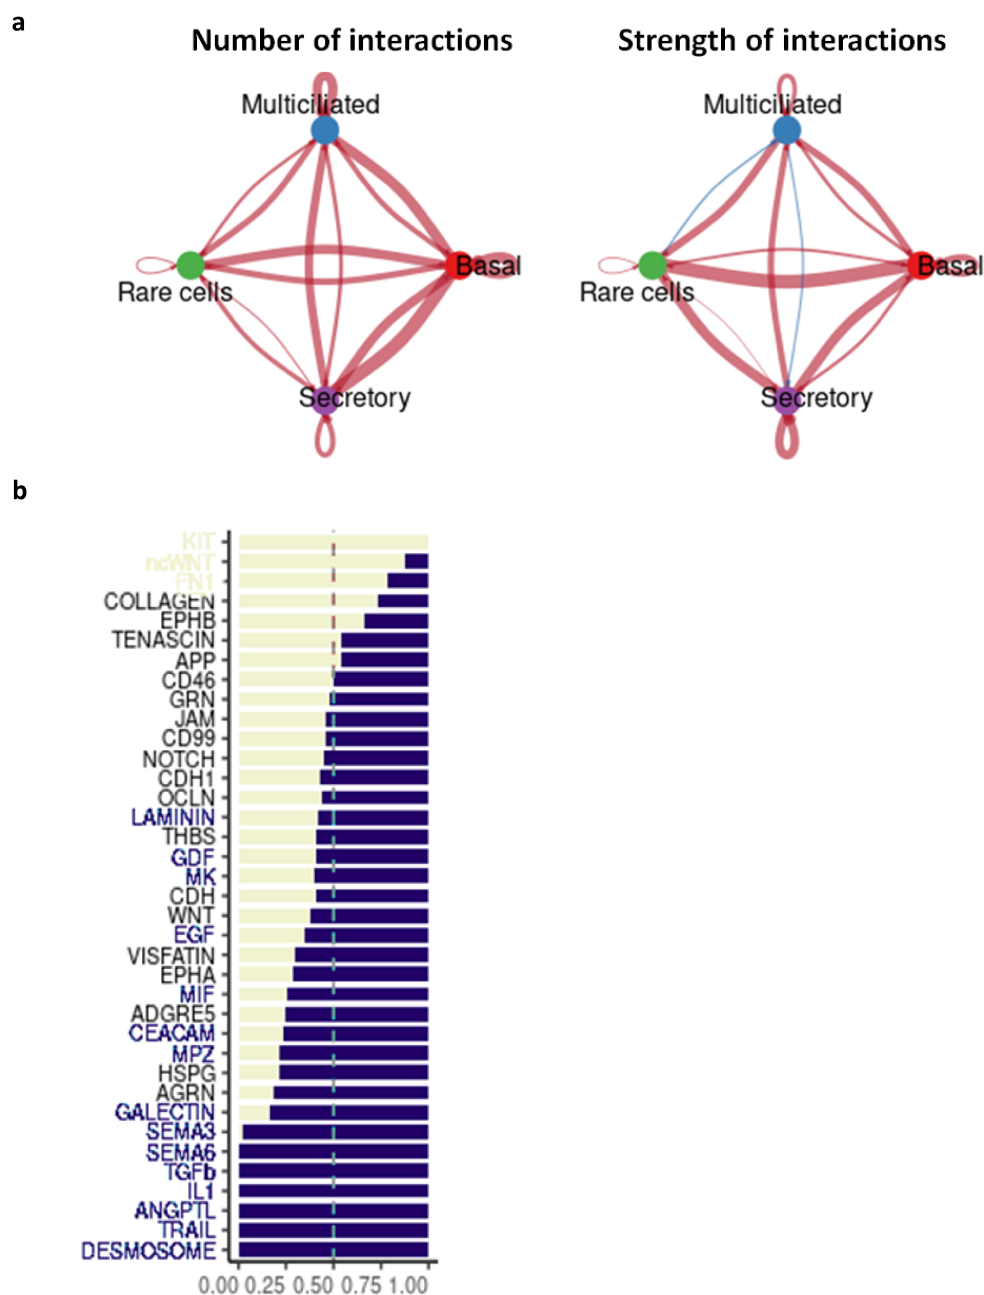 a
Number of interactions
Strength of interactions
Multiciliated
Multiciliated
Basal
Basal
Rare cells
Rare cells
Secretory
Secretory
b
KIT
ncWNT
FN1
COLLAGEN
EPHB
TENASCIN
APP
CD46
GRN
JAM
CD99
NOTCH
CDH1
OCLN
LAMININ
THBS
GDF
MK
CDH
WNT
EGF
VISFATIN
EPHA
MIF
ADGRE5
CEACAM
MPZ
HSPG
AGRN
GALECTIN
SEMA3
SEMA6
TGFb
IL1
ANGPTL
TRAIL
DESMOSOME
0.00 0.25 0.50 0.75 1.00